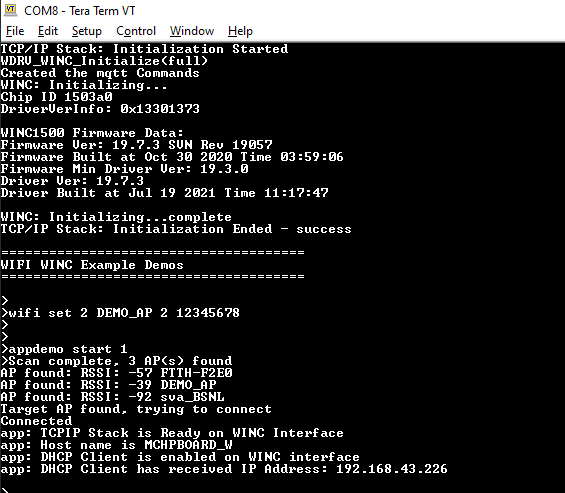 COM8 - Tera Term VT
File Edit Setup Control Window Help
TCP/IP Stack: Initialization Started
WDRV_WINC_Initialize(full)
Created the mqtt Commands
WINC: Initializing...
Chip ID 1503a0
DriverVerInfo: 0x13301373
WINC1500 Firmware Data:
Firmware Ver: 19.7.3 SVN Rev 19057
Firmware Built at Oct 30 2020 Time 03:59:06
Firmware Min Driver Ver: 19.3.0
Driver Ver: 19.7.3
Driver Built at Jul 19 2021 Time 11:17:47
WINC: Initializing...complete
TCP/IP Stack: Initialization Ended - success
======================================
WIFI WINC Example Demos
======================================
>
>wifi set 2 DEMO_AP 2 12345678
>
>
>appdemo start 1
>Scan complete, 3 AP(s) found
AP found: RSSI: -57 FTTH-F2E0
AP found: RSSI: -39 DEMO_AP
AP found: RSSI: -92 sva_BSNL
Target AP found, trying to connect
Connected
app: TCPIP Stack is Ready on WINC Interface
app: Host name is MCHPBOARD_W
app: DHCP Client is enabled on WINC interface
app: DHCP Client has received IP Address: 192.168.43.226
>